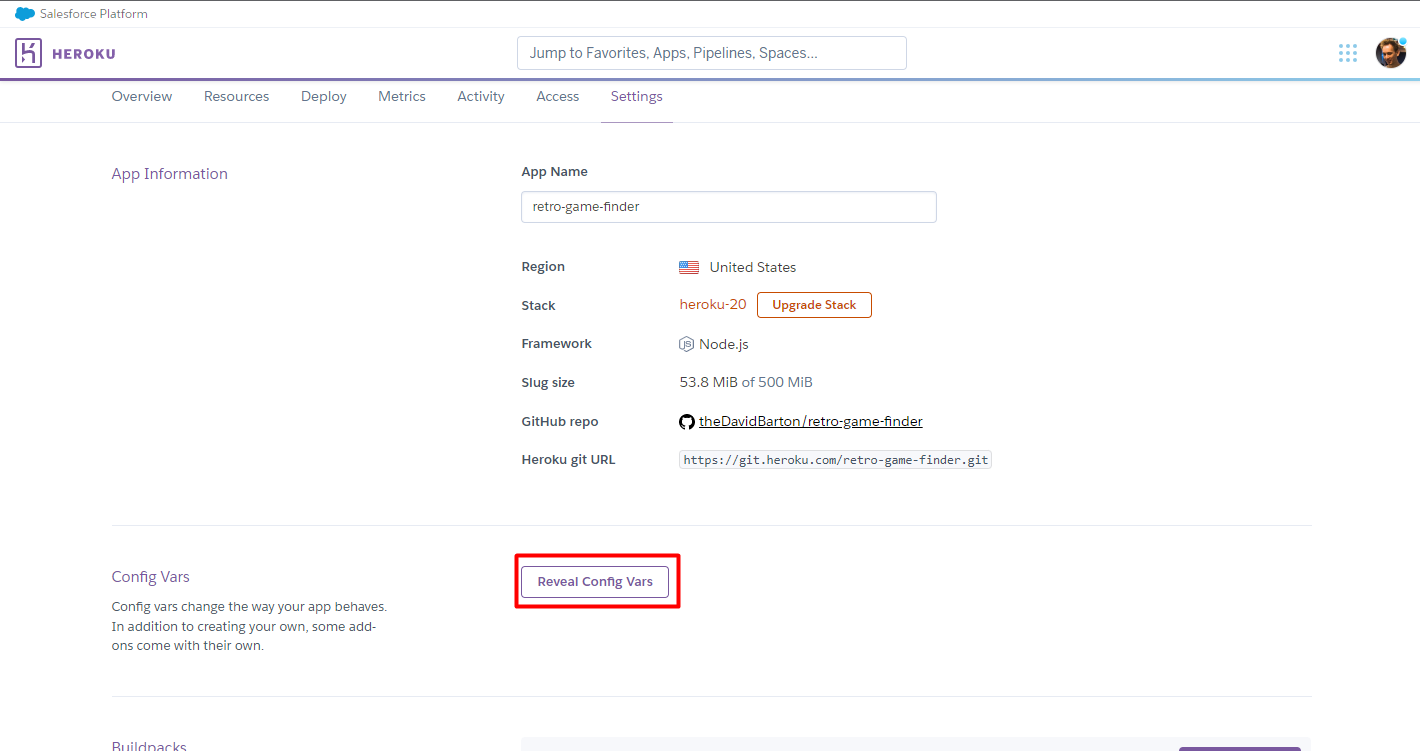 Salesforce Platform
HEROKU
Jump to Favorites, Apps, Pipelines, Spaces...
Overview Resources Deploy Metrics Activity Access Settings
App Information
App Name
retro-game-finder
Region United States
Stack heroku-20 Upgrade Stack
Framework JS Node.js
Slug size 53.8 MiB of 500 MiB
GitHub repo theDavidBarton/retro-game-finder
Heroku git URL https://git.heroku.com/retro-game-finder.git
Config Vars
Reveal Config Vars
Config vars change the way your app behaves.
In addition to creating your own, some add-
ons come with their own.
Buildpacks